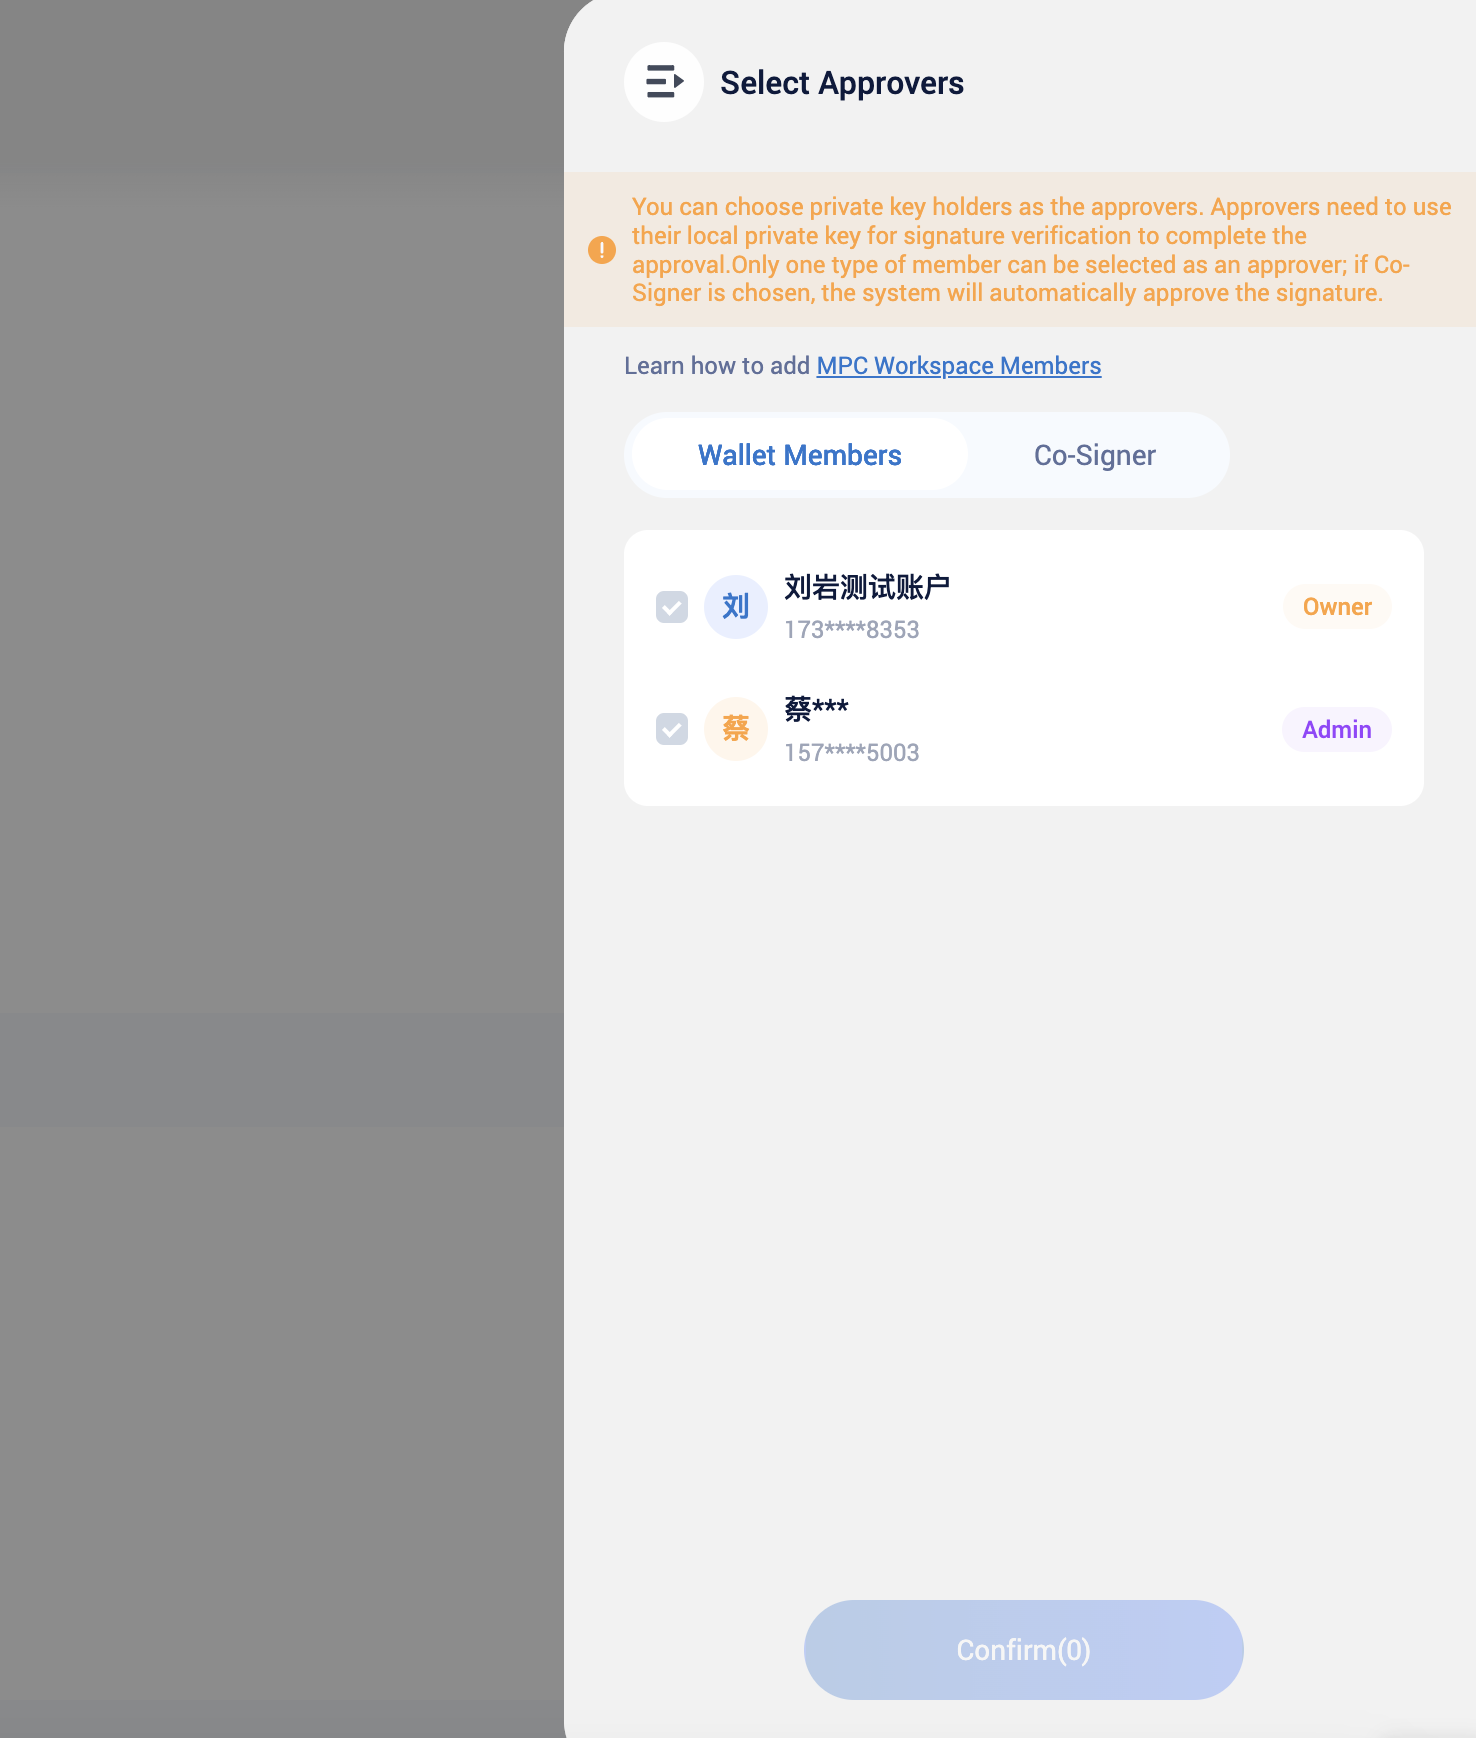 Select Approvers
You can choose private key holders as the approvers. Approvers need to use
their local private key for signature verification to complete the
approval.Only one type of member can be selected as an approver; if Co-
Signer is chosen, the system will automatically approve the signature.
Learn how to add MPC Workspace Members
Wallet Members
Co-Signer
刘
刘岩测试账户
173****8353
Owner
蔡
蔡***
157****5003
Admin
Confirm(0)